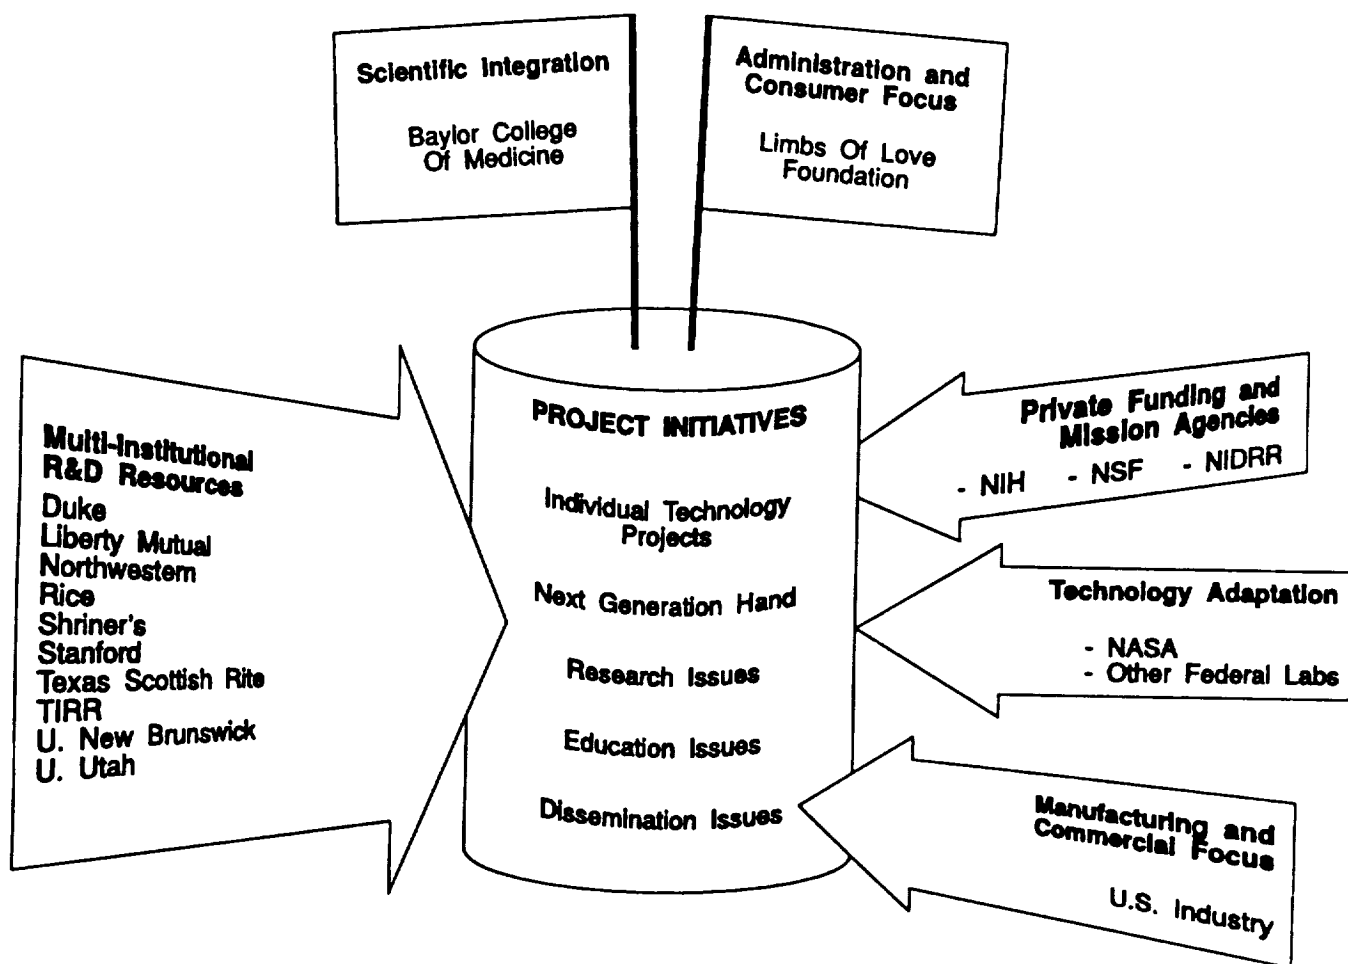 Scientific Integration
Baylor College
Of Medicine
Administration and
Consumer Focus
Limbs Of Love
Foundation
Multi-Institutional
R&D Resources
Duke
Liberty Mutual
Northwestern
Rice
Shriner's
Stanford
Texas Scottish Rite
TIRR
U. New Brunswick
U. Utah
PROJECT INITIATIVES
Individual Technology
Projects
Next Generation Hand
Research Issues
Education Issues
Dissemination Issues
Private Funding and
Mission Agencies
- NIH - NSF - NIDRR
Technology Adaptation
- NASA
- Other Federal Labs
Manufacturing and
Commercial Focus
U.S. Industry